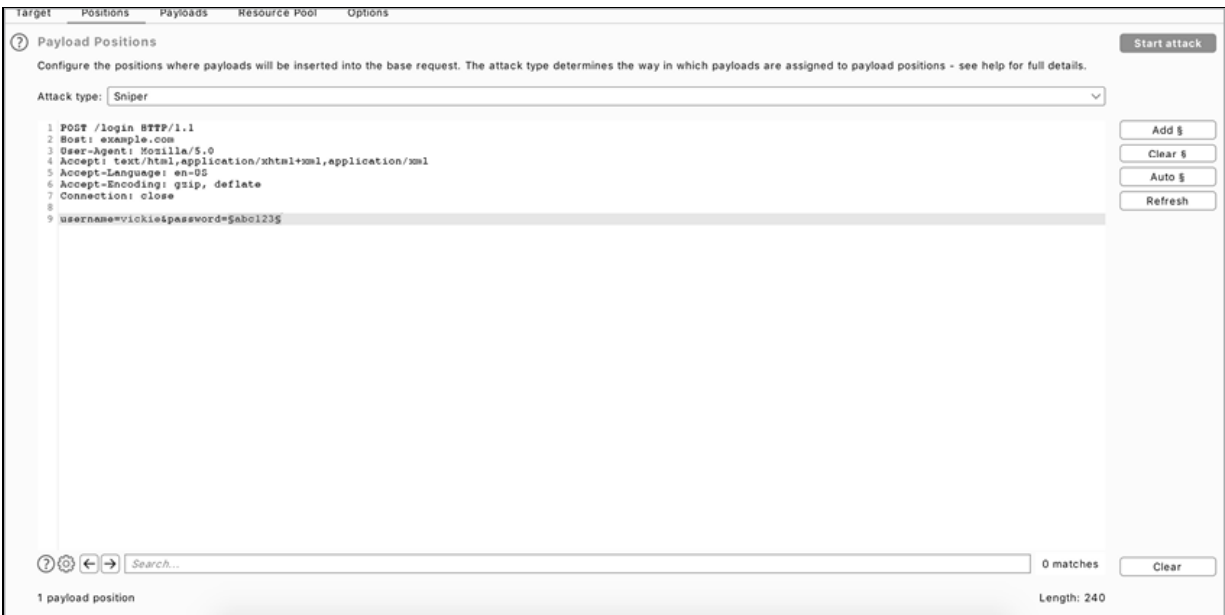 Target Positions Payloads Resource Pool Options
? Payload Positions Start attack
Configure the positions where payloads will be inserted into the base request. The attack type determines the way in which payloads are assigned to payload positions - see help for full details.
Attack type: Sniper
1 POST /login HTTP/1.1 Add §
2 Host: example.com
3 User-Agent: Mozilla/5.0 Clear §
4 Accept: text/html,application/xhtml+xml,application/xml
5 Accept-Language: en-US Auto §
6 Accept-Encoding: gzip, deflate
7 Connection: close Refresh
8
9 username=vickie&password=§abc123§
? Search... 0 matches Clear
1 payload position Length: 240